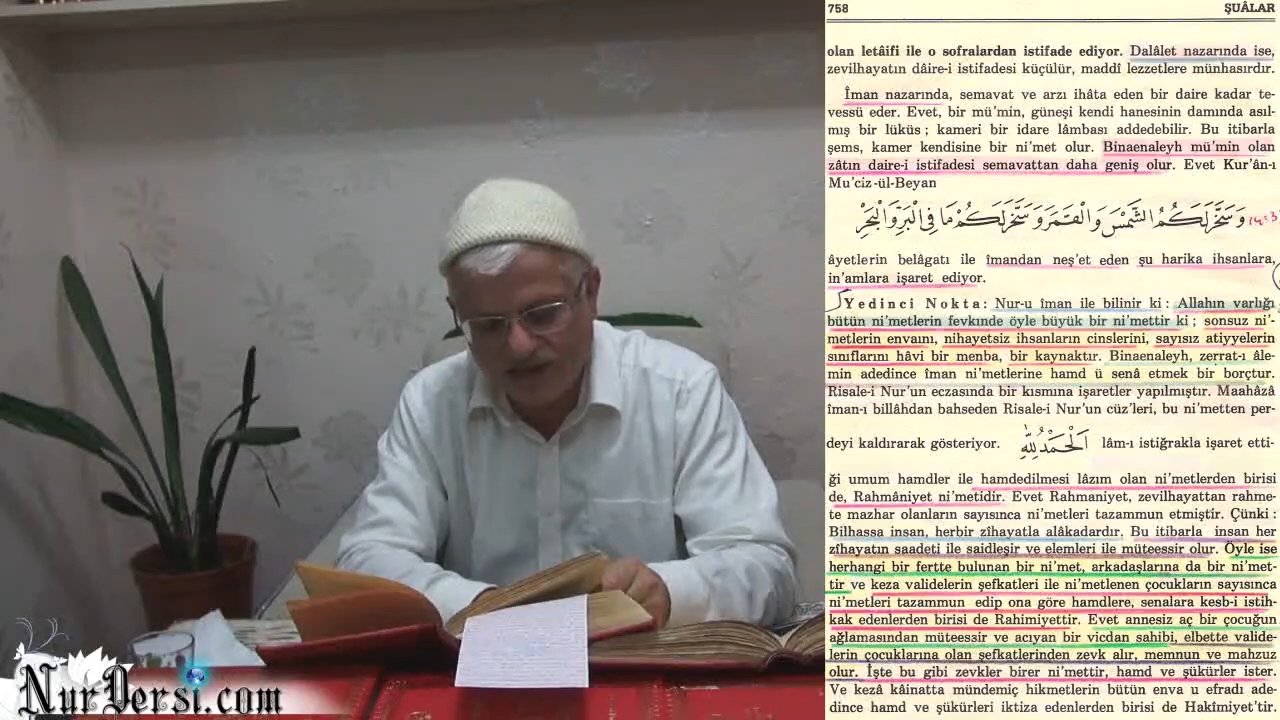 758 ŞUÂLAR
olan letâifi ile o sofralardan istifade ediyor. Dalâlet nazarında ise,
zevilhayatın dâire-i istifadesi küçülür, maddî lezzetlere münhasırdır.
Îman nazarında, semavat ve arzı ihâta eden bir daire kadar te-
vessü eder. Evet, bir mü'min, güneşi kendi hanesinin damında asıl-
mış bir lüküs; kameri bir idare lâmbası addedebilir. Bu itibarla
şems, kamer kendisine bir ni'met olur. Binaenaleyh mü'min olan
zâtın daire-i istifadesi semavattan daha geniş olur. Evet Kur'ân-ı
Mu'ciz-ül-Beyan
وَسَخَّرَ لَكُمُ الشَّمْسَ وَالْقَمَرَ وَسَخَّرَ لَكُمْ مَا فِى الْبَرِّ وَالْبَحْرِ
âyetlerin belâgatı ile îmandan neş'et eden şu harika ihsanlara,
in'amlara işaret ediyor.
Yedinci Nokta: Nur-u îman ile bilinir ki: Allahın varlığı
bütün ni'metlerin fevkınde öyle büyük bir ni'mettir ki; sonsuz ni'-
metlerin envaını, nihayetsiz ihsanların cinslerini, sayısız atiyyelerin
sınıflarını hâvi bir menba, bir kaynaktır. Binaenaleyh, zerrat-ı âle-
min adedince îman ni'metlerine hamd ü senâ etmek bir borçtur.
Risale-i Nur'un eczasında bir kısmına işaretler yapılmıştır. Maahâzâ
îman-ı billâhdan bahseden Risale-i Nur'un cüz'leri, bu ni'metten per-
deyi kaldırarak gösteriyor. اَلْحَمْدُ لِلّٰهِ lâm-ı istiğrakla işaret etti-
ği umum hamdler ile hamdedilmesi lâzım olan ni'metlerden birisi
de, Rahmâniyet ni'metidir. Evet Rahmaniyet, zevilhayattan rahme-
te mazhar olanların sayısınca ni'metleri tazammun etmiştir. Çünki:
Bilhassa insan, herbir zîhayatla alâkadardır. Bu itibarla insan her
zîhayatın saadeti ile saidleşir ve elemleri ile müteessir olur. Öyle ise
herhangi bir fertte bulunan bir ni'met, arkadaşlarına da bir ni'met-
tir ve keza validelerin şefkatleri ile ni'metlenen çocukların sayısınca
ni'metleri tazammun edip ona göre hamdlere, senalara kesb-i istih-
kak edenlerden birisi de Rahimiyettir. Evet annesiz aç bir çocuğun
ağlamasından müteessir ve acıyan bir vicdan sahibi, elbette valide-
lerin çocuklarına olan şefkatlerinden zevk alır, memnun ve mahzuz
olur. İşte bu gibi zevkler birer ni'mettir, hamd ve şükürler ister.
Ve kezâ kâinatta mündemiç hikmetlerin bütün enva u efradı ade-
dince hamd ve şükürleri iktiza edenlerden birisi de Hakîmiyet'tir.
NurDersi.com